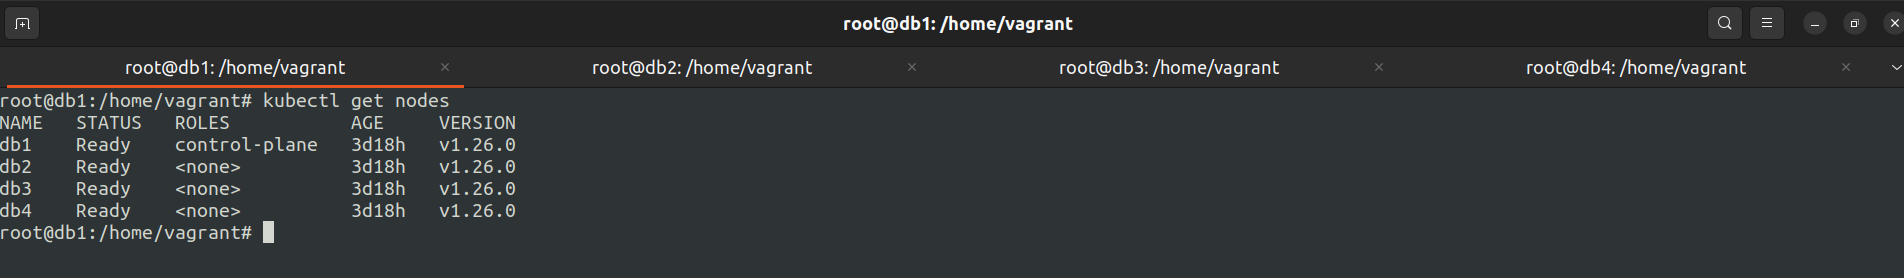 root@db1: /home/vagrant
root@db1: /home/vagrant × root@db2: /home/vagrant × root@db3: /home/vagrant × root@db4: /home/vagrant ×
root@db1:/home/vagrant# kubectl get nodes
NAME   STATUS   ROLES           AGE     VERSION
db1    Ready    control-plane   3d18h   v1.26.0
db2    Ready    <none>          3d18h   v1.26.0
db3    Ready    <none>          3d18h   v1.26.0
db4    Ready    <none>          3d18h   v1.26.0
root@db1:/home/vagrant#